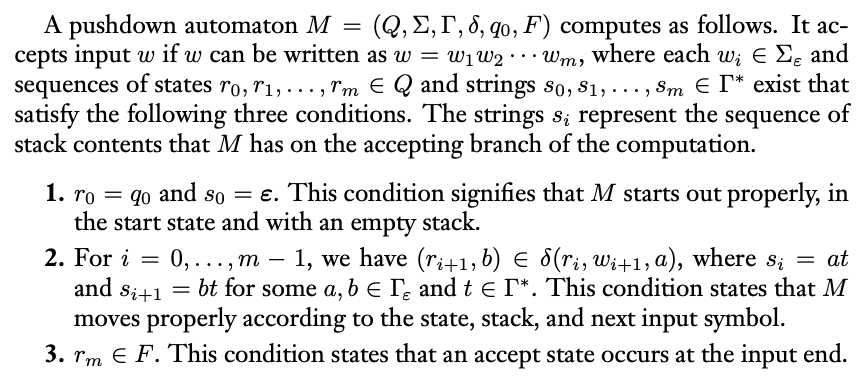 A pushdown automaton M = (Q, Σ, Γ, δ, q₀, F) computes as follows. It ac-
cepts input w if w can be written as w = w₁w₂ ⋯ wₘ, where each wᵢ ∈ Σ_ε and
sequences of states r₀, r₁, . . . , rₘ ∈ Q and strings s₀, s₁, . . . , sₘ ∈ Γ* exist that
satisfy the following three conditions. The strings sᵢ represent the sequence of
stack contents that M has on the accepting branch of the computation.
1. r₀ = q₀ and s₀ = ε. This condition signifies that M starts out properly, in
the start state and with an empty stack.
2. For i = 0, . . . , m − 1, we have (rᵢ₊₁, b) ∈ δ(rᵢ, wᵢ₊₁, a), where sᵢ = at
and sᵢ₊₁ = bt for some a, b ∈ Γ_ε and t ∈ Γ*. This condition states that M
moves properly according to the state, stack, and next input symbol.
3. rₘ ∈ F. This condition states that an accept state occurs at the input end.